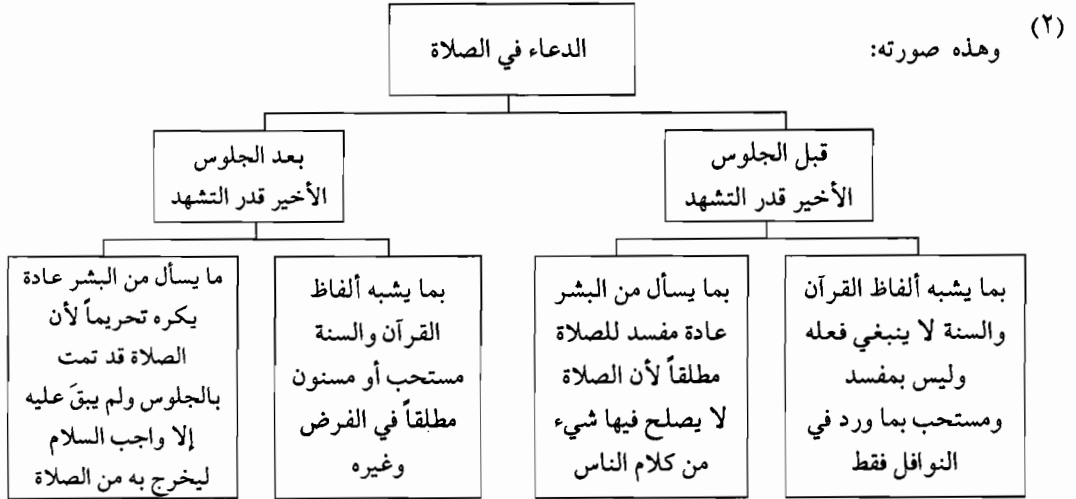 (٢)
وهذه صورته:
الدعاء في الصلاة
قبل الجلوس
الأخير قدر التشهد
بعد الجلوس
الأخير قدر التشهد
بما يشبه ألفاظ القرآن
والسنة لا ينبغي فعله
وليس بمفسد
ومستحب بما ورد في
النوافل فقط
بما يسأل من البشر
عادة مفسد للصلاة
مطلقاً لأن الصلاة
لا يصلح فيها شيء
من كلام الناس
بما يشبه ألفاظ
القرآن والسنة
مستحب أو مسنون
مطلقاً في الفرض
وغيره
ما يسأل من البشر عادة
يكره تحريماً لأن
الصلاة قد تمت
بالجلوس ولم يبقَ عليه
إلا واجب السلام
ليخرج به من الصلاة